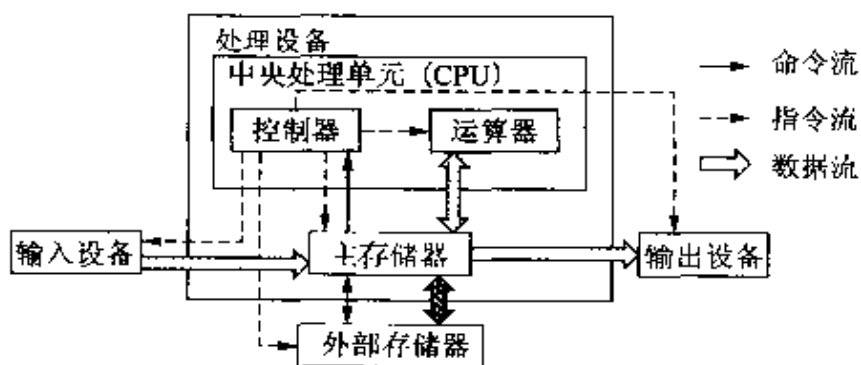 处理设备
中央处理单元（CPU）
命令流
控制器
运算器
指令流
数据流
输入设备
主存储器
输出设备
外部存储器